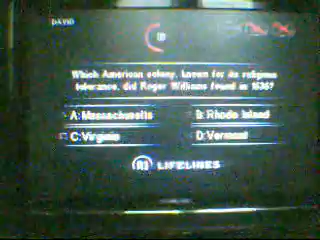 DAVID
Which American colony, known for its religious
tolerance, did Roger Williams found in 1636?
A: Massachusetts
B: Rhode Island
C: Virginia
D: Vermont
LIFELINES